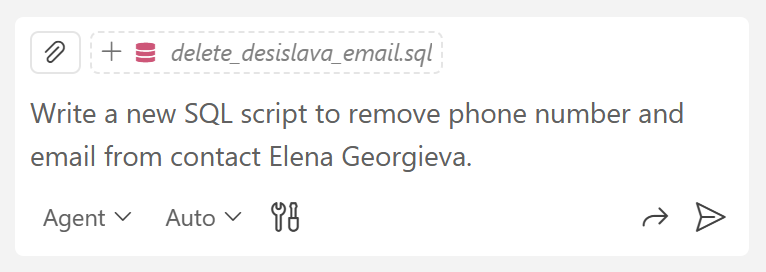 delete_desislava_email.sql
Write a new SQL script to remove phone number and
email from contact Elena Georgieva.
Agent Auto